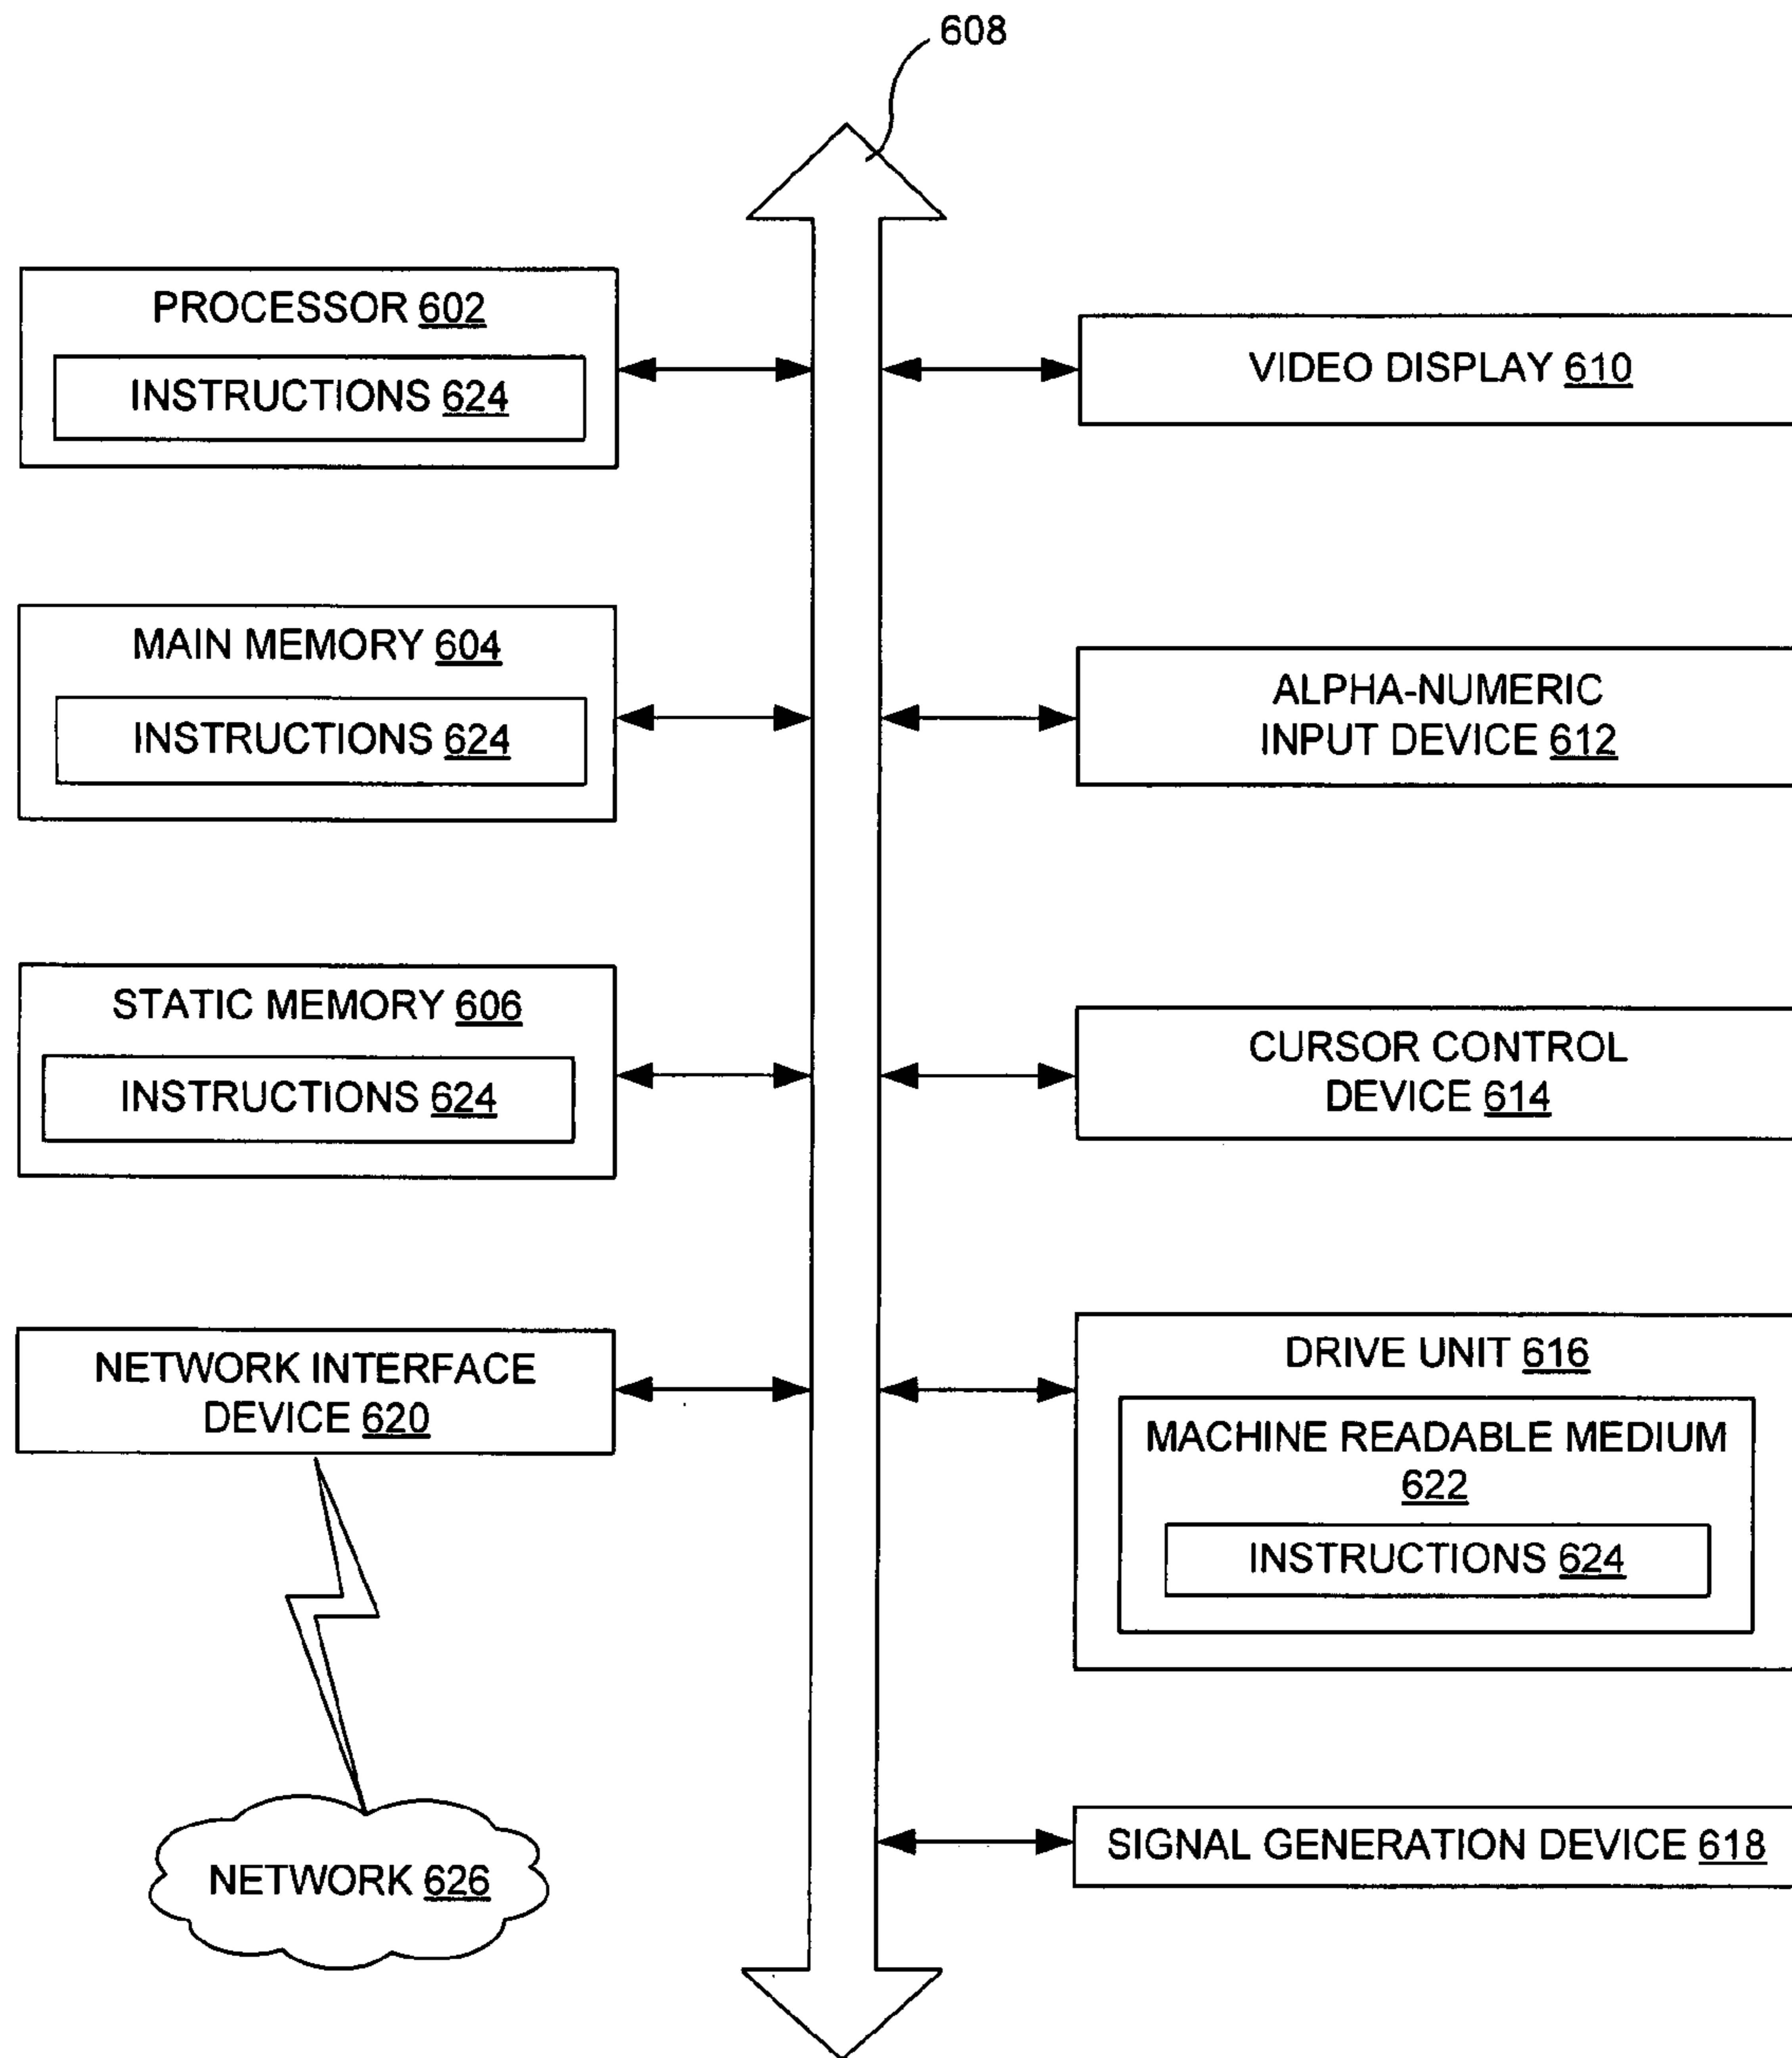 608
PROCESSOR 602
INSTRUCTIONS 624
VIDEO DISPLAY 610
MAIN MEMORY 604
INSTRUCTIONS 624
ALPHA-NUMERIC
INPUT DEVICE 612
STATIC MEMORY 606
INSTRUCTIONS 624
CURSOR CONTROL
DEVICE 614
NETWORK INTERFACE
DEVICE 620
DRIVE UNIT 616
MACHINE READABLE MEDIUM
622
INSTRUCTIONS 624
NETWORK 626
SIGNAL GENERATION DEVICE 618